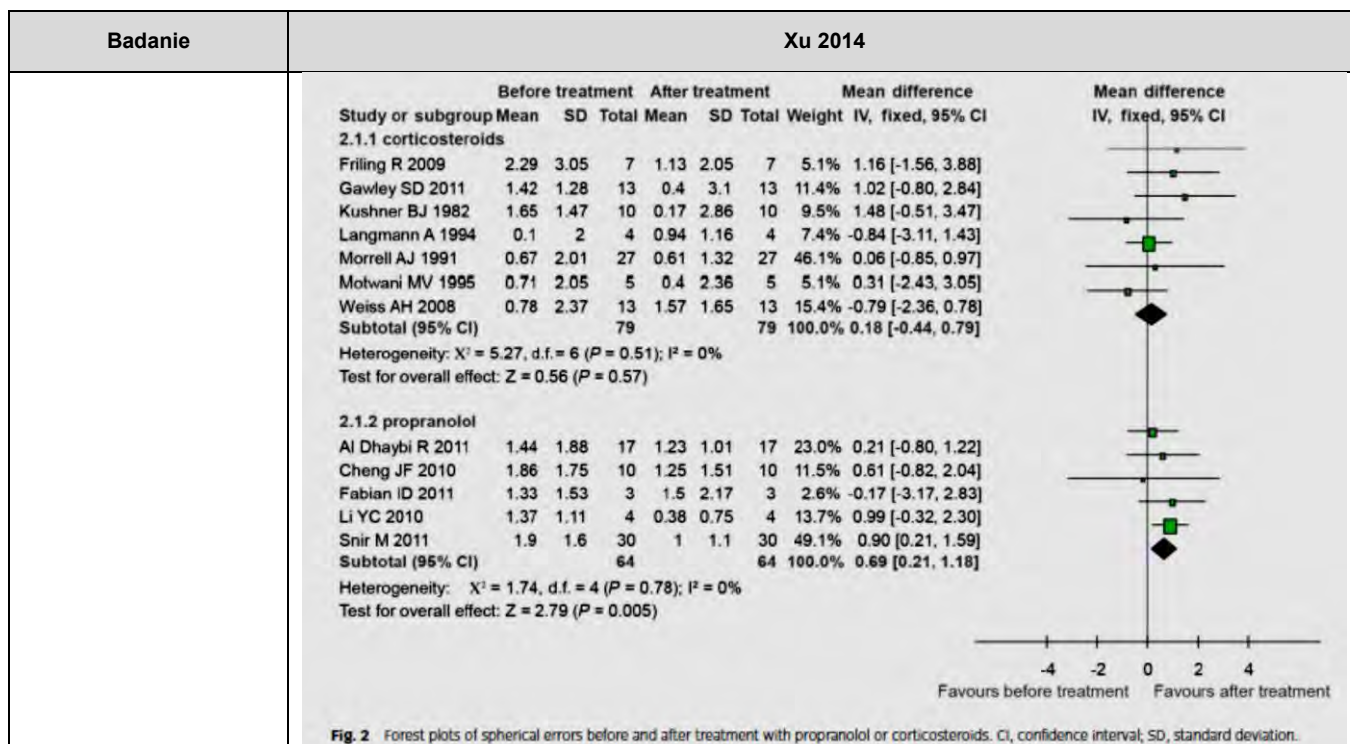 Badanie Xu 2014
Before treatment After treatment Mean difference Mean difference
Study or subgroup Mean SD Total Mean SD Total Weight IV, fixed, 95% CI IV, fixed, 95% CI
2.1.1 corticosteroids
Friling R 2009 2.29 3.05 7 1.13 2.05 7 5.1% 1.16 [-1.56, 3.88]
Gawley SD 2011 1.42 1.28 13 0.4 3.1 13 11.4% 1.02 [-0.80, 2.84]
Kushner BJ 1982 1.65 1.47 10 0.17 2.86 10 9.5% 1.48 [-0.51, 3.47]
Langmann A 1994 0.1 2 4 0.94 1.16 4 7.4% -0.84 [-3.11, 1.43]
Morrell AJ 1991 0.67 2.01 27 0.61 1.32 27 46.1% 0.06 [-0.85, 0.97]
Motwani MV 1995 0.71 2.05 5 0.4 2.36 5 5.1% 0.31 [-2.43, 3.05]
Weiss AH 2008 0.78 2.37 13 1.57 1.65 13 15.4% -0.79 [-2.36, 0.78]
Subtotal (95% CI) 79 79 100.0% 0.18 [-0.44, 0.79]
Heterogeneity: X² = 5.27, d.f. = 6 (P = 0.51); I² = 0%
Test for overall effect: Z = 0.56 (P = 0.57)
2.1.2 propranolol
Al Dhaybi R 2011 1.44 1.88 17 1.23 1.01 17 23.0% 0.21 [-0.80, 1.22]
Cheng JF 2010 1.86 1.75 10 1.25 1.51 10 11.5% 0.61 [-0.82, 2.04]
Fabian ID 2011 1.33 1.53 3 1.5 2.17 3 2.6% -0.17 [-3.17, 2.83]
Li YC 2010 1.37 1.11 4 0.38 0.75 4 13.7% 0.99 [-0.32, 2.30]
Snir M 2011 1.9 1.6 30 1 1.1 30 49.1% 0.90 [0.21, 1.59]
Subtotal (95% CI) 64 64 100.0% 0.69 [0.21, 1.18]
Heterogeneity: X² = 1.74, d.f. = 4 (P = 0.78); I² = 0%
Test for overall effect: Z = 2.79 (P = 0.005)
-4 -2 0 2 4
Favours before treatment Favours after treatment
Fig. 2 Forest plots of spherical errors before and after treatment with propranolol or corticosteroids. CI, confidence interval; SD, standard deviation.